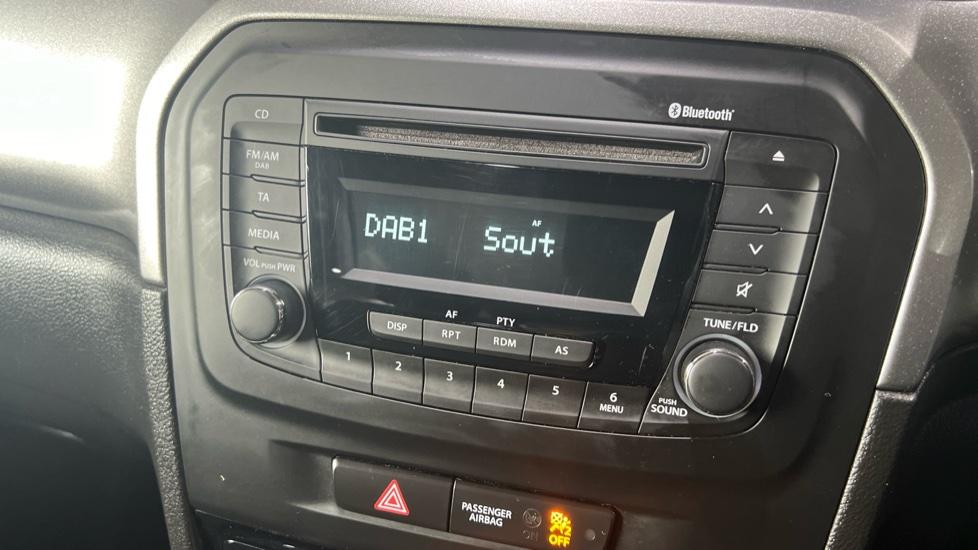 CD
Bluetooth
FM/AM
DAB
TA
MEDIA
VOL PUSH PWR
DAB1
AF
Sout
AF
PTY
DISP
RPT
RDM
AS
1
2
3
4
5
6
MENU
TUNE/FLD
PUSH
SOUND
PASSENGER
AIRBAG
ON
2
OFF